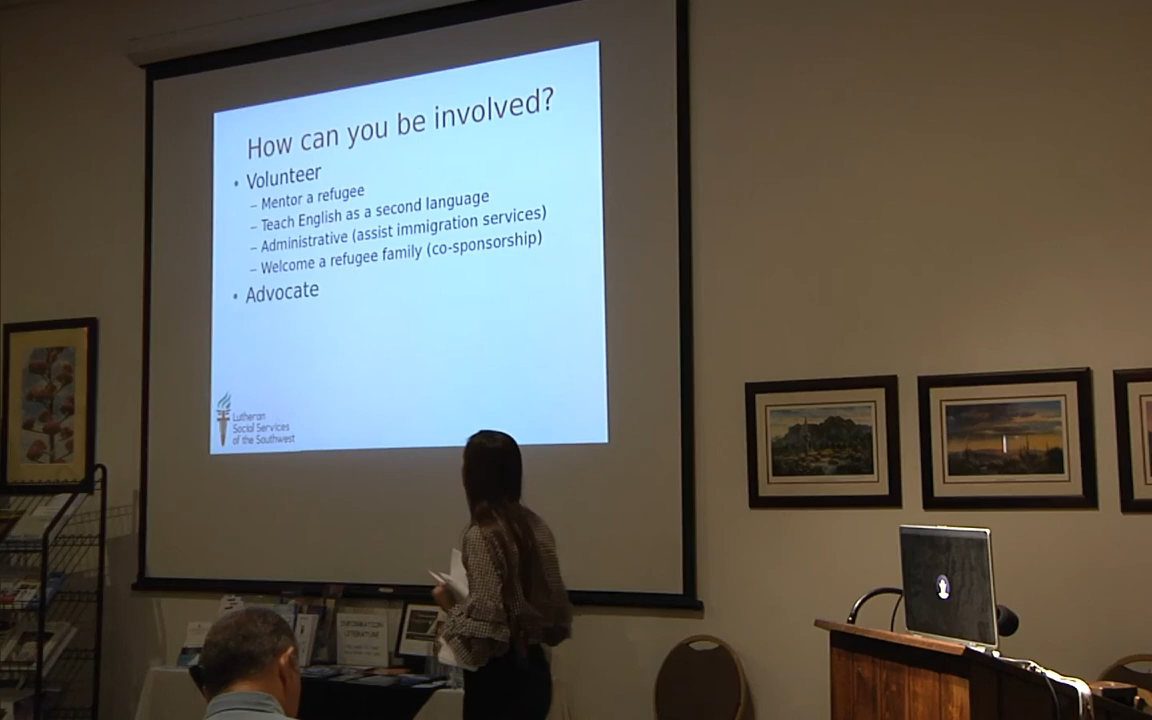 How can you be involved?
• Volunteer
– Mentor a refugee
– Teach English as a second language
– Administrative (assist immigration services)
– Welcome a refugee family (co-sponsorship)
• Advocate
Lutheran
Social Services
of the Southwest
INFORMATION
LITERATURE